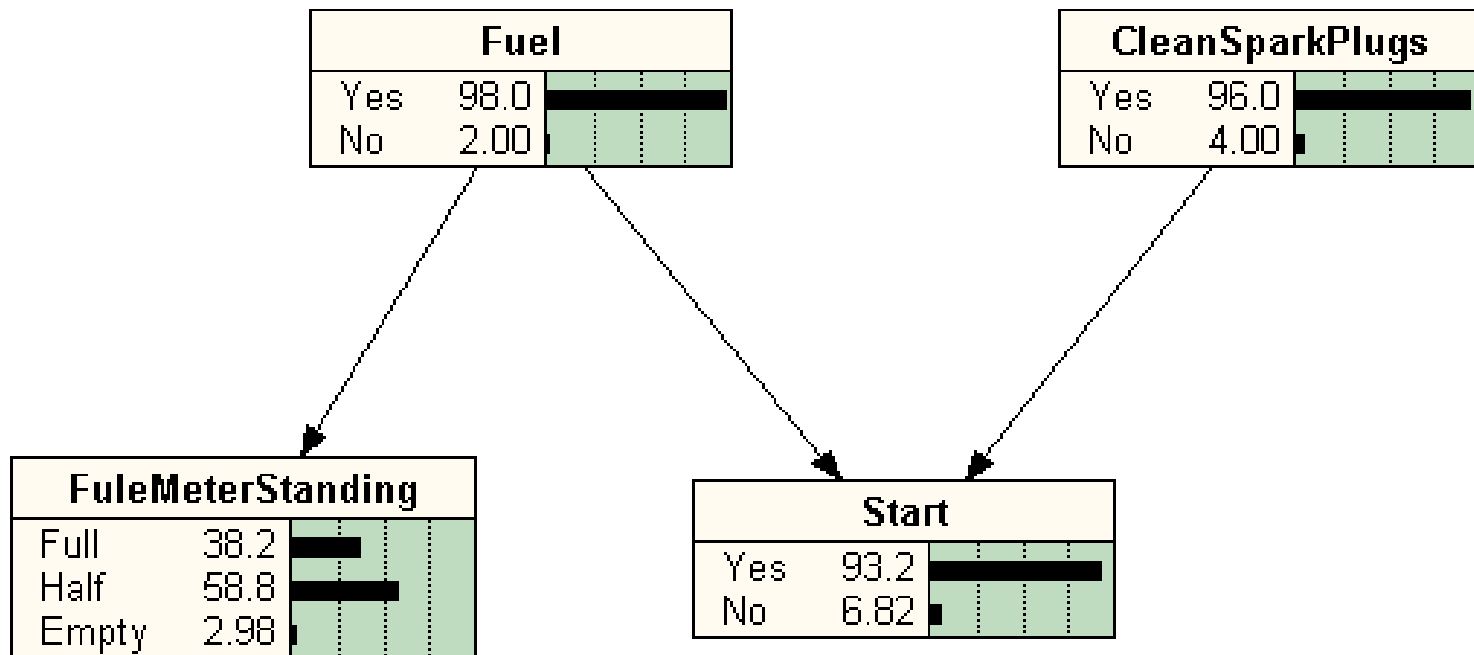 Fuel
Yes 98.0
No 2.00
CleanSparkPlugs
Yes 96.0
No 4.00
FuleMeterStanding
Full 38.2
Half 58.8
Empty 2.98
Start
Yes 93.2
No 6.82